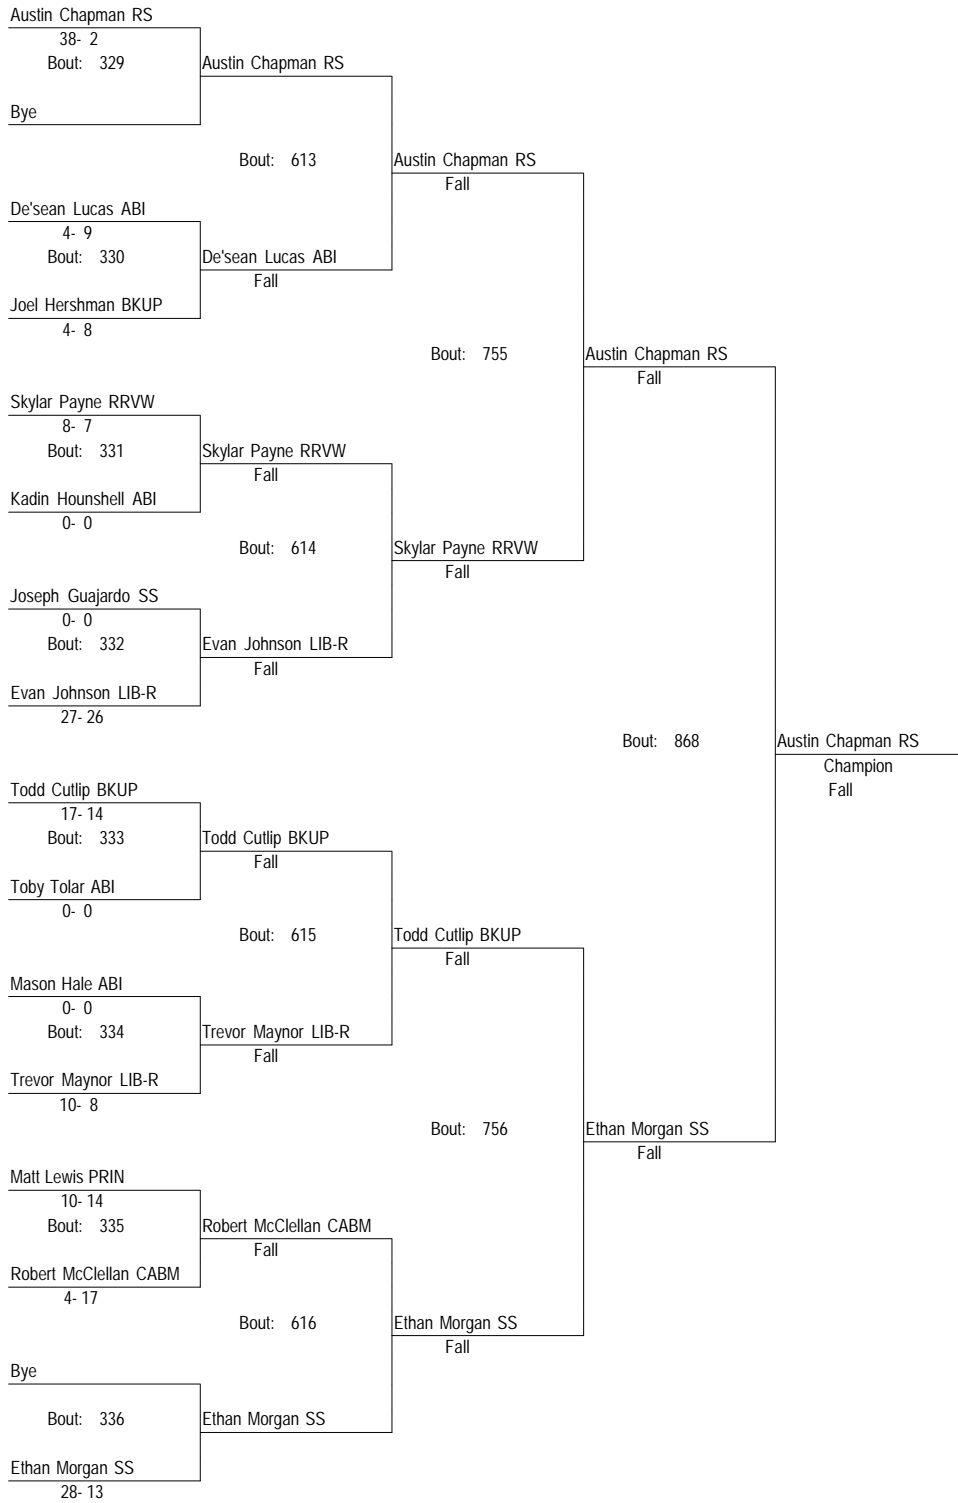 Austin Chapman RS
38- 2
Bout: 329
Austin Chapman RS
Bye
Bout: 613
Austin Chapman RS
Fall
De'sean Lucas ABI
4- 9
Bout: 330
De'sean Lucas ABI
Fall
Joel Hershman BKUP
4- 8
Bout: 755
Austin Chapman RS
Fall
Skylar Payne RRVW
8- 7
Bout: 331
Skylar Payne RRVW
Fall
Kadin Hounshell ABI
0- 0
Bout: 614
Skylar Payne RRVW
Fall
Joseph Guajardo SS
0- 0
Bout: 332
Evan Johnson LIB-R
Fall
Evan Johnson LIB-R
27- 26
Bout: 868
Austin Chapman RS
Champion
Fall
Todd Cutlip BKUP
17- 14
Bout: 333
Todd Cutlip BKUP
Fall
Toby Tolar ABI
0- 0
Bout: 615
Todd Cutlip BKUP
Fall
Mason Hale ABI
0- 0
Bout: 334
Trevor Maynor LIB-R
Fall
Trevor Maynor LIB-R
10- 8
Bout: 756
Ethan Morgan SS
Fall
Matt Lewis PRIN
10- 14
Bout: 335
Robert McClellan CABM
Fall
Robert McClellan CABM
4- 17
Bout: 616
Ethan Morgan SS
Fall
Bye
Bout: 336
Ethan Morgan SS
Ethan Morgan SS
28- 13